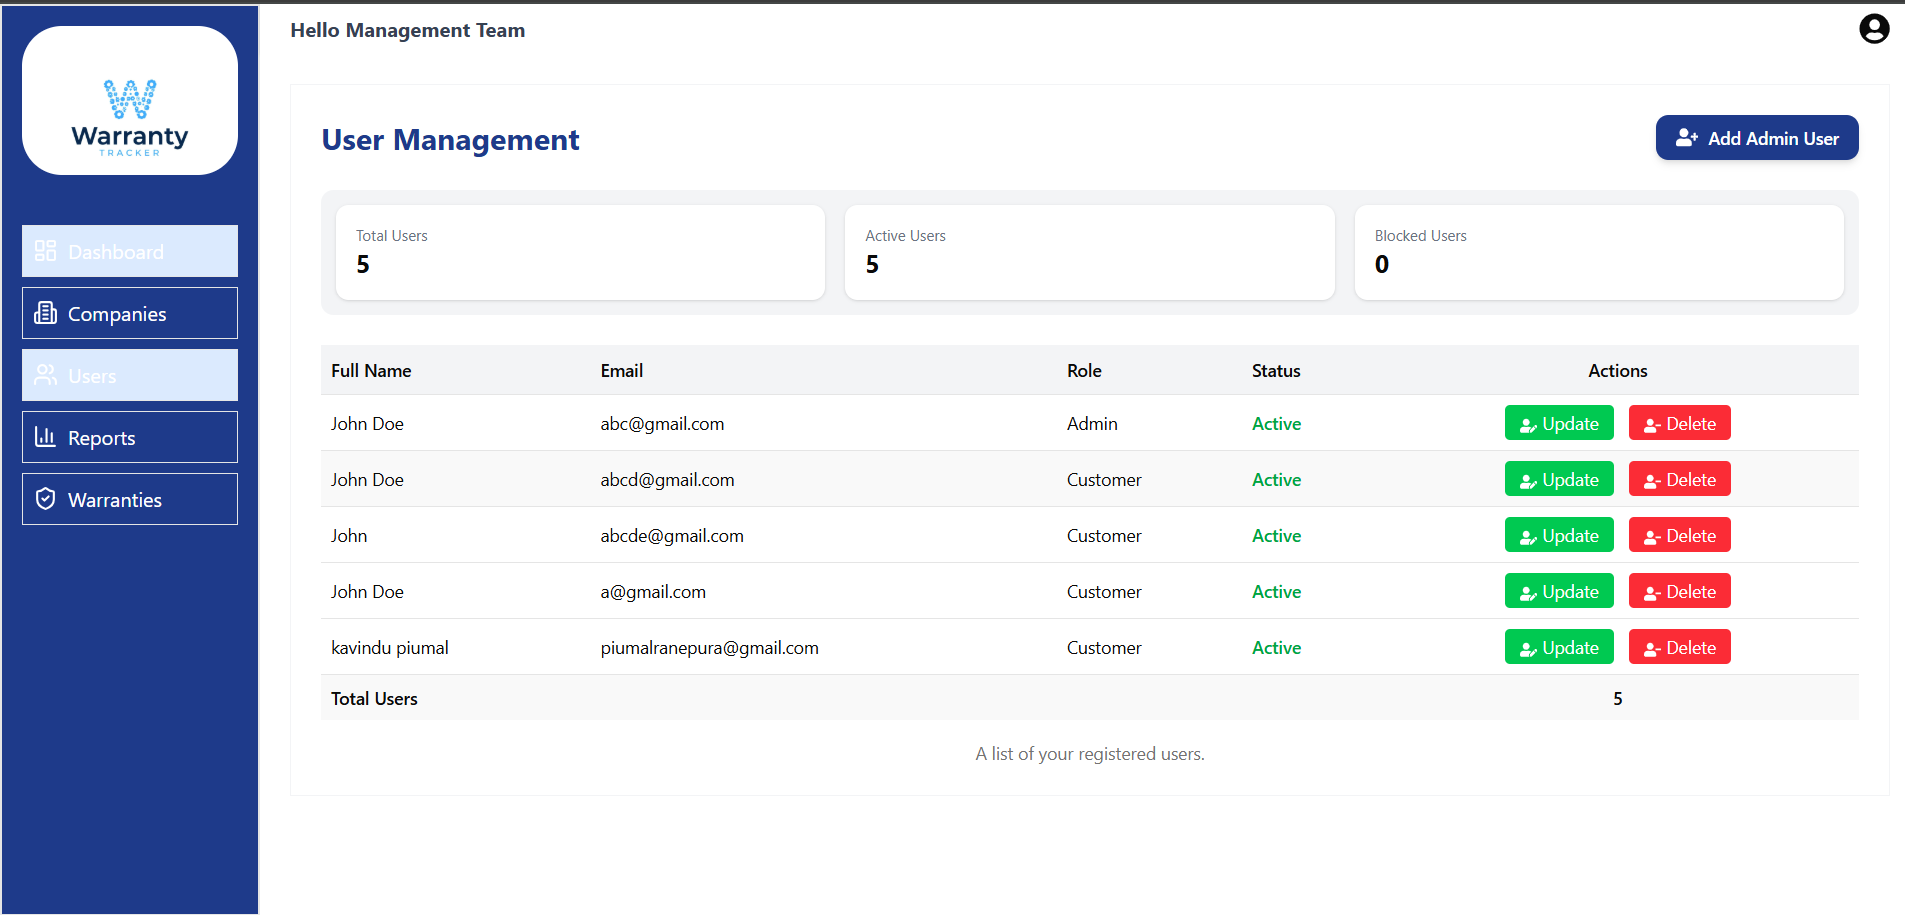 Hello Management Team
Warranty
TRACKER
Dashboard
Companies
Users
Reports
Warranties
User Management
Add Admin User
Total Users
5
Active Users
5
Blocked Users
0
Full Name Email Role Status Actions
John Doe abc@gmail.com Admin Active Update Delete
John Doe abcd@gmail.com Customer Active Update Delete
John abcde@gmail.com Customer Active Update Delete
John Doe a@gmail.com Customer Active Update Delete
kavindu piumal piumalranepura@gmail.com Customer Active Update Delete
Total Users 5
A list of your registered users.